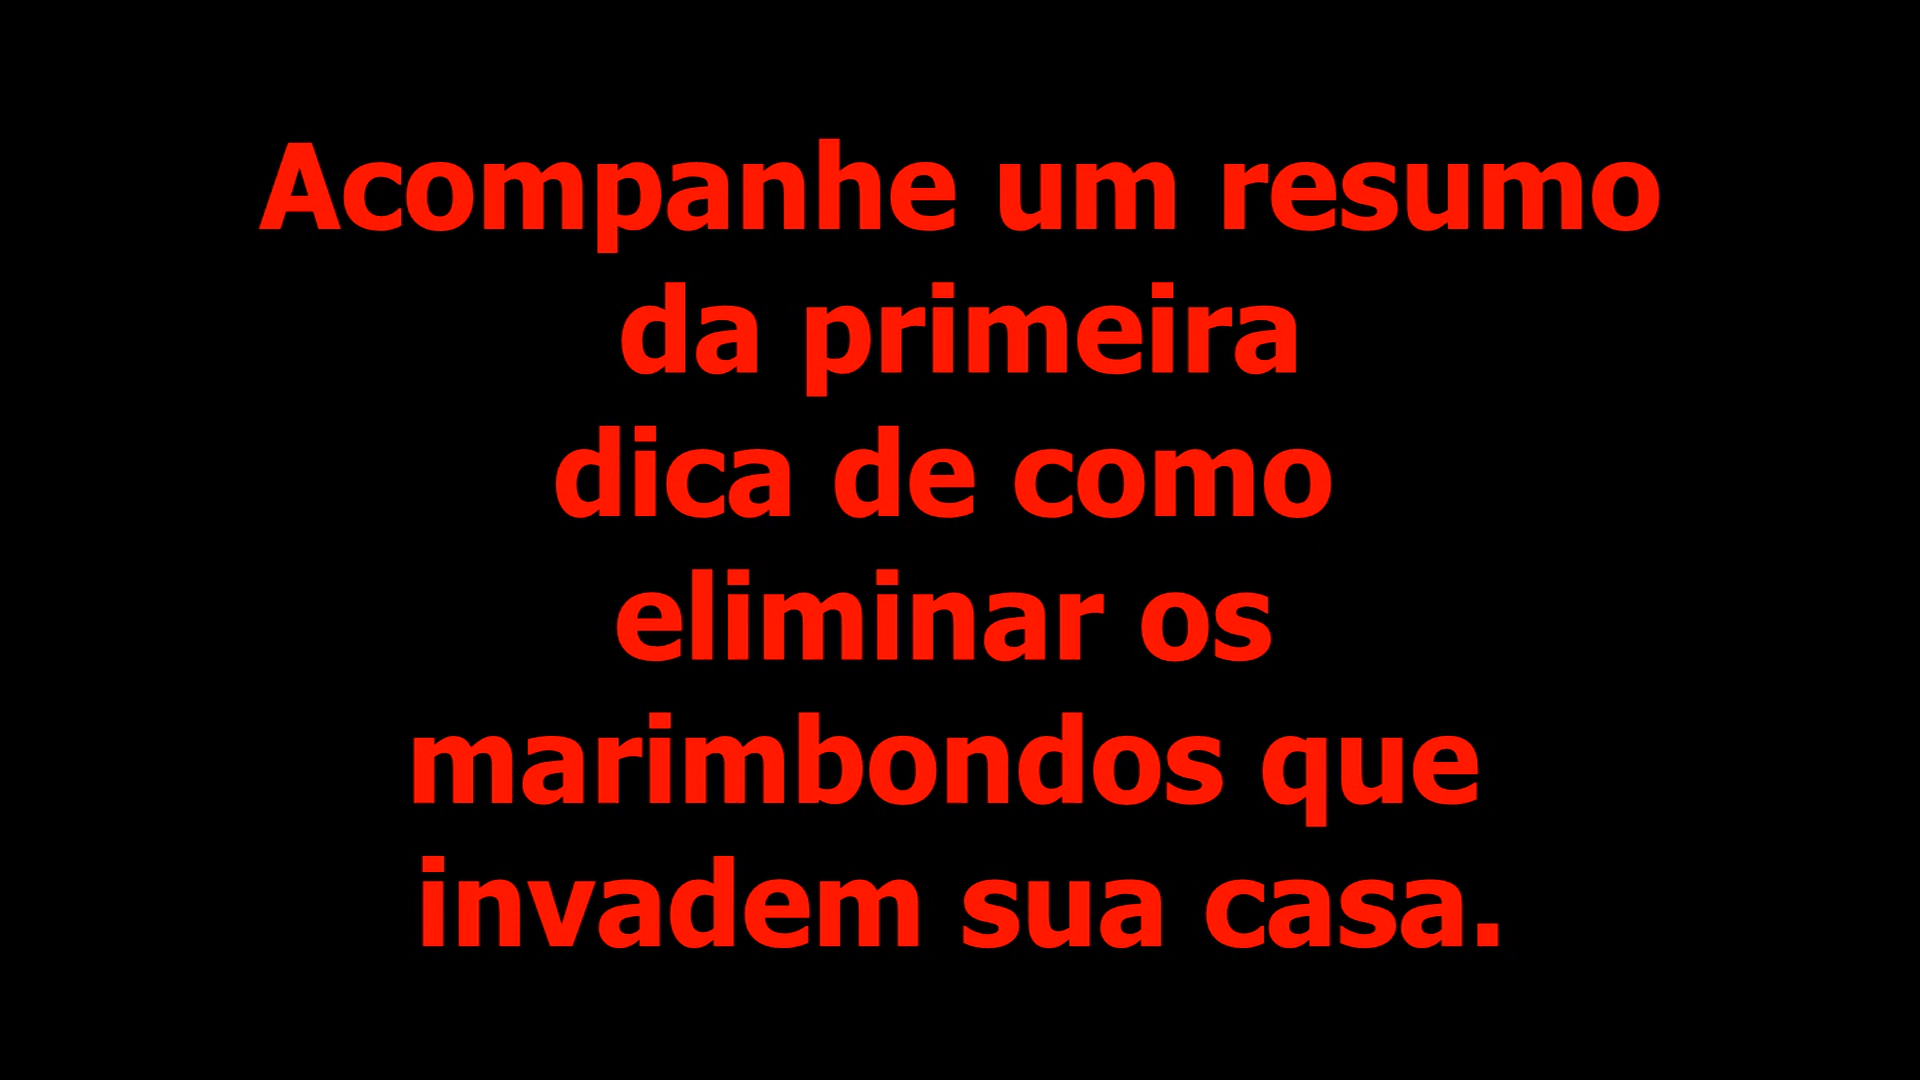 Acompanhe um resumo
da primeira
dica de como
eliminar os
marimbondos que
invadem sua casa.